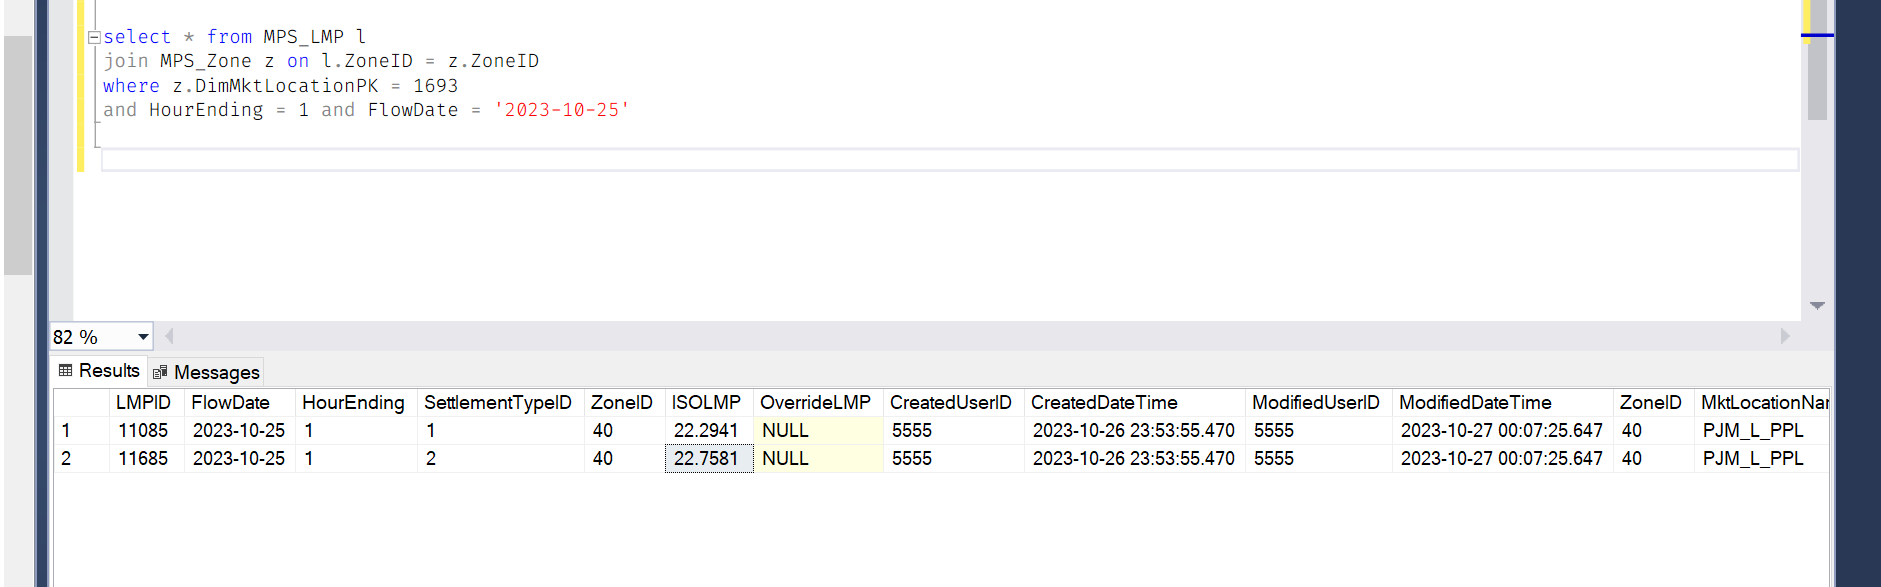 select * from MPS_LMP l
join MPS_Zone z on l.ZoneID = z.ZoneID
where z.DimMktLocationPK = 1693
and HourEnding = 1 and FlowDate = '2023-10-25'
82 %
Results Messages
LMPID FlowDate HourEnding SettlementTypeID ZoneID ISOLMP OverrideLMP CreatedUserID CreatedDateTime ModifiedUserID ModifiedDateTime ZoneID MktLocationNar
1 11085 2023-10-25 1 1 40 22.2941 NULL 5555 2023-10-26 23:53:55.470 5555 2023-10-27 00:07:25.647 40 PJM_L_PPL
2 11685 2023-10-25 1 2 40 22.7581 NULL 5555 2023-10-26 23:53:55.470 5555 2023-10-27 00:07:25.647 40 PJM_L_PPL